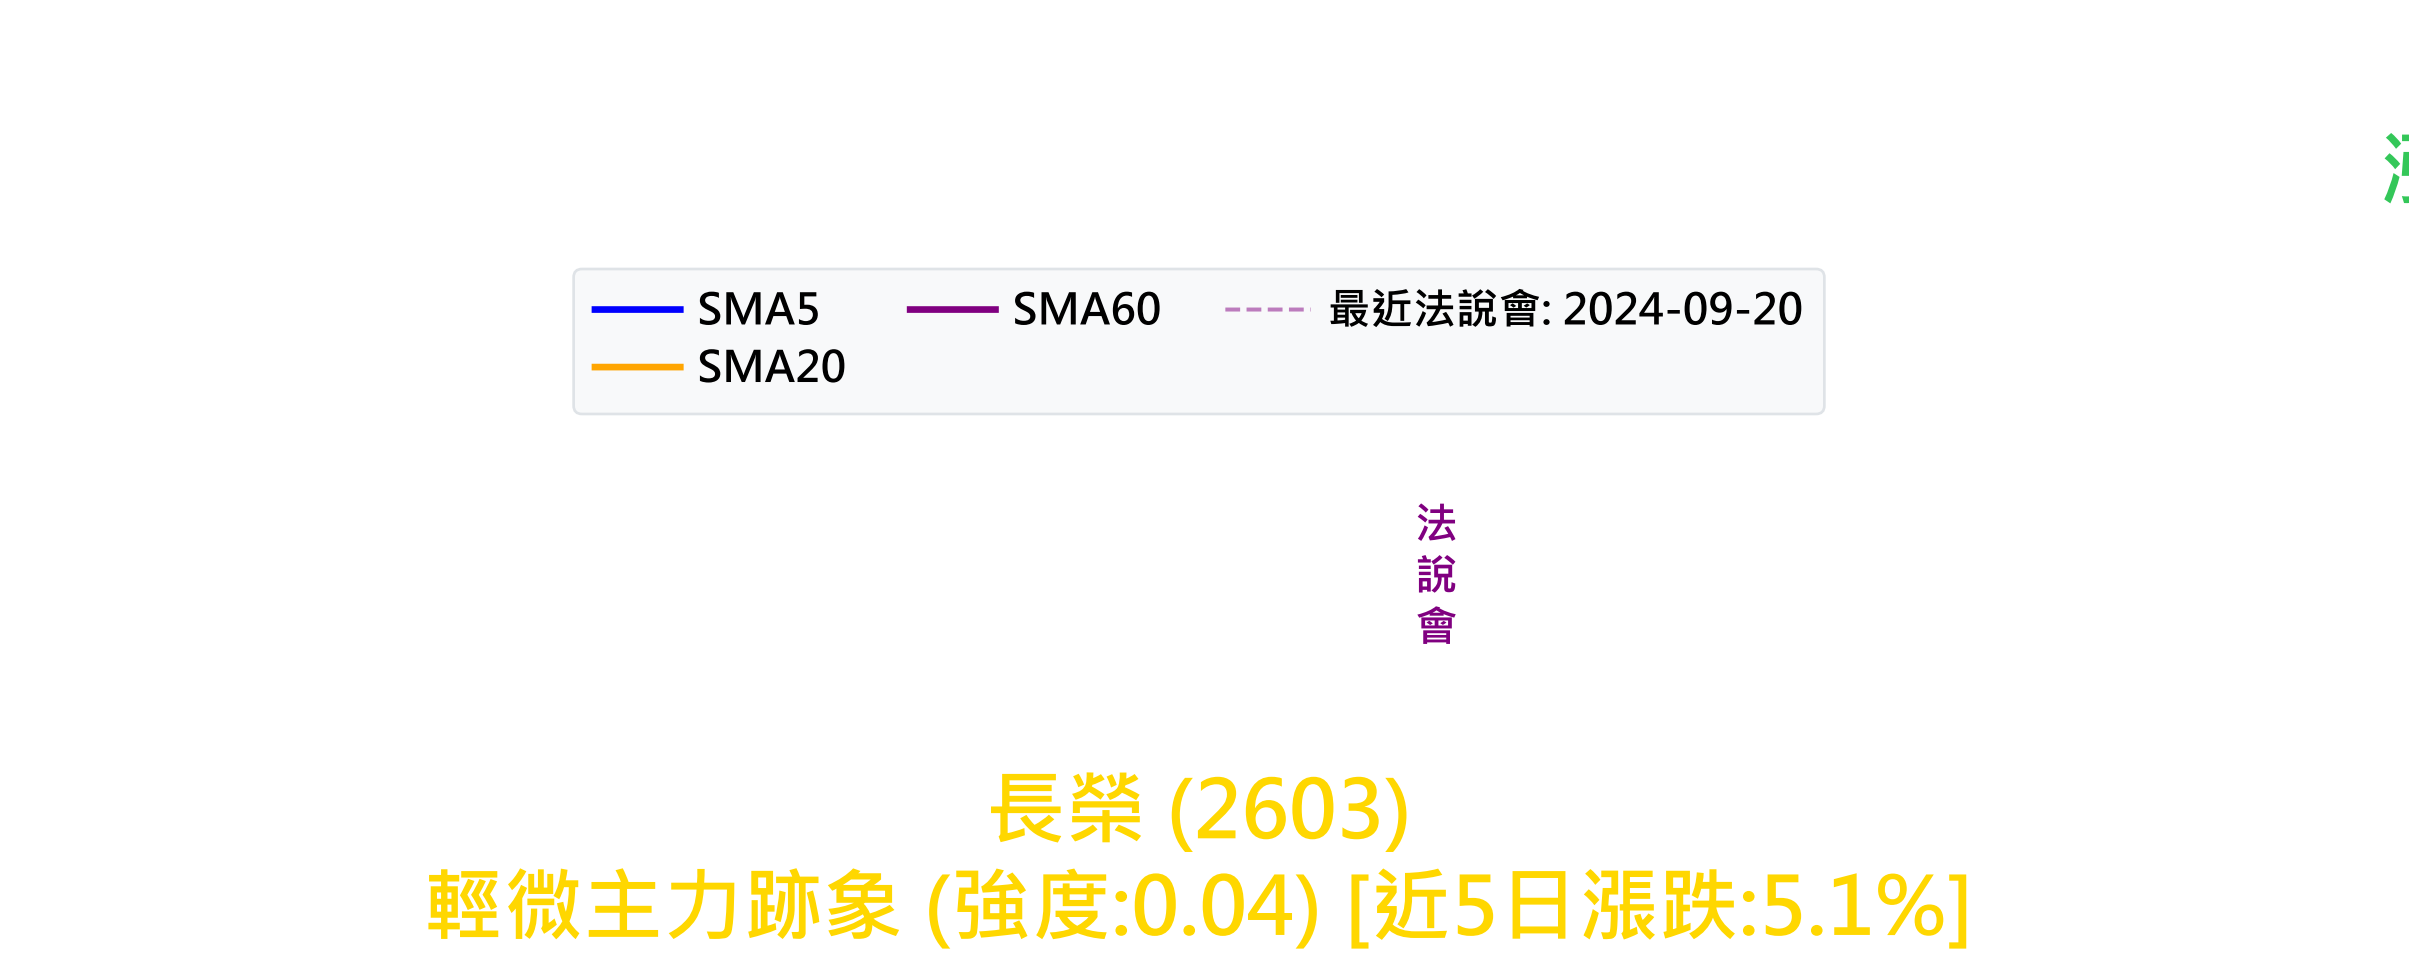 SMA5
SMA20
SMA60
最近法說會: 2024-09-20
法
說
會
長榮 (2603)
輕微主力跡象 (強度:0.04) [近5日漲跌:5.1%]